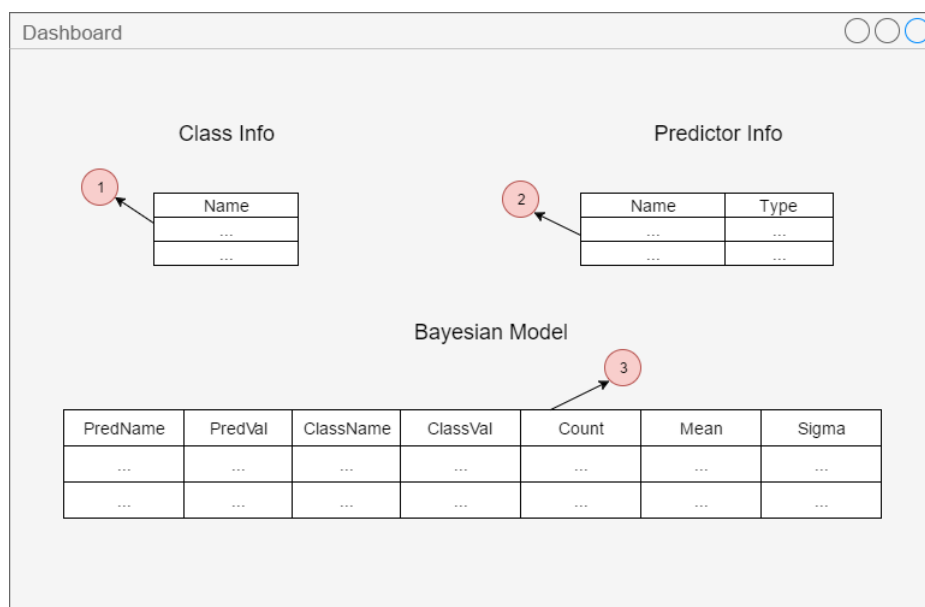 Dashboard
Class Info
Predictor Info
1
2
Name
Name Type
...
... ...
...
... ...
Bayesian Model
3
PredName PredVal ClassName ClassVal Count Mean Sigma
... ... ... ... ... ... ...
... ... ... ... ... ... ...